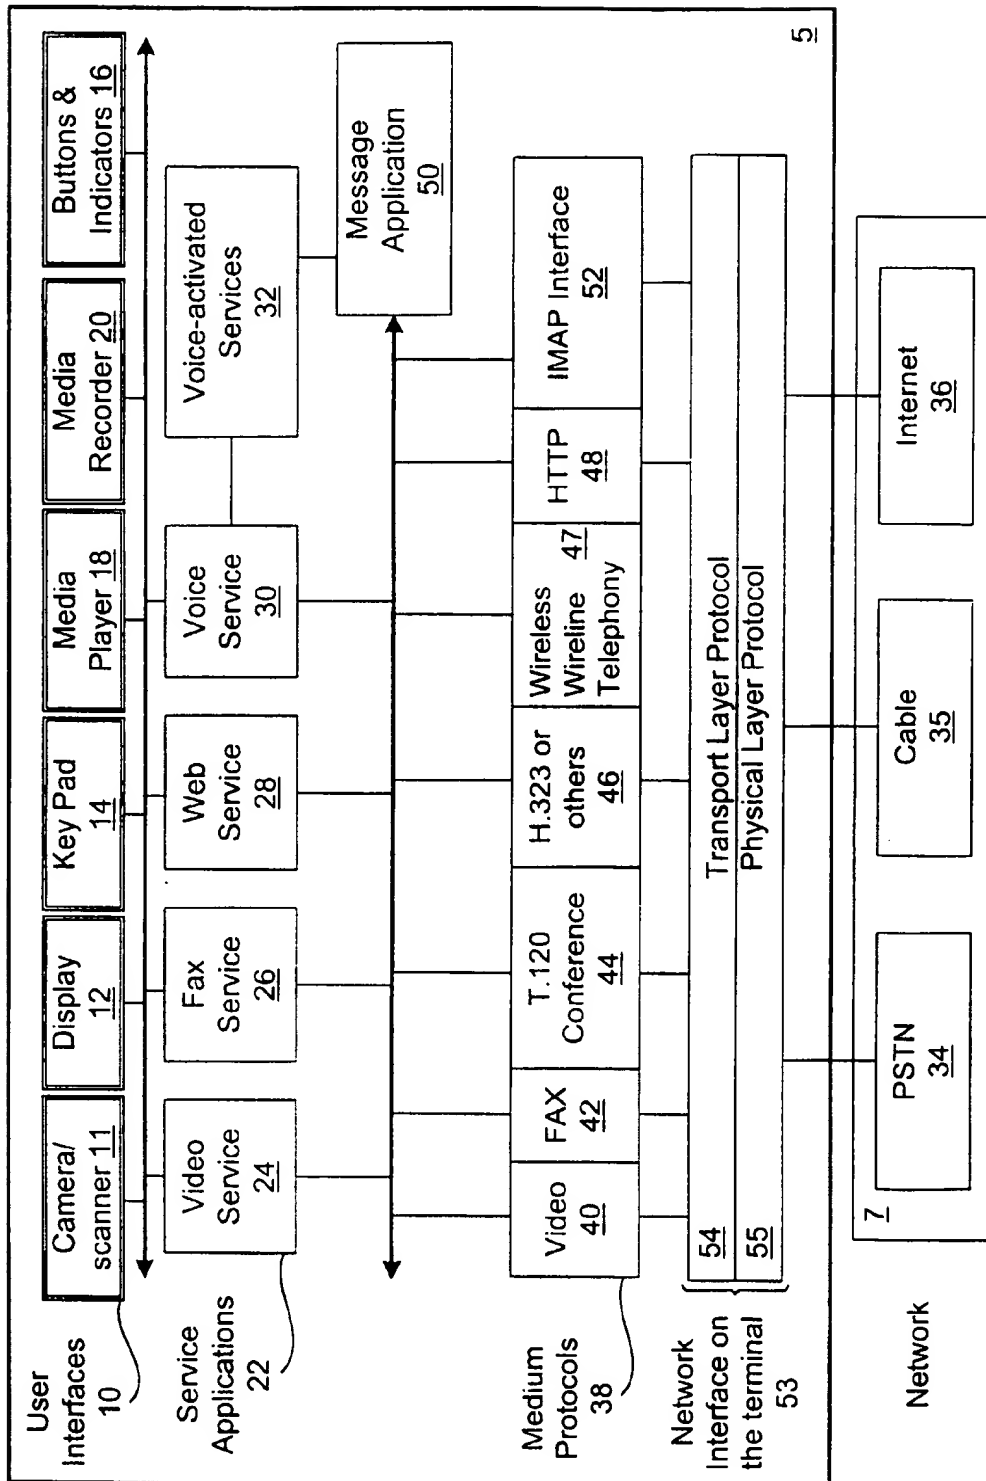 User
Interfaces
10
Camera/
scanner 11
Display
12
Key Pad
14
Media
Player 18
Media
Recorder 20
Buttons &
Indicators 16
Service
Applications
22
Video
Service
24
Fax
Service
26
Web
Service
28
Voice
Service
30
Voice-activated
Services
32
Message
Application
50
Medium
Protocols
38
Video
40
FAX
42
T.120
Conference
44
H.323 or
others
46
Wireless
Wireline 47
Telephony
HTTP
48
IMAP Interface
52
Network
Interface on
the terminal
53
54
Transport Layer Protocol
55
Physical Layer Protocol
5
Network
7
PSTN
34
Cable
35
Internet
36